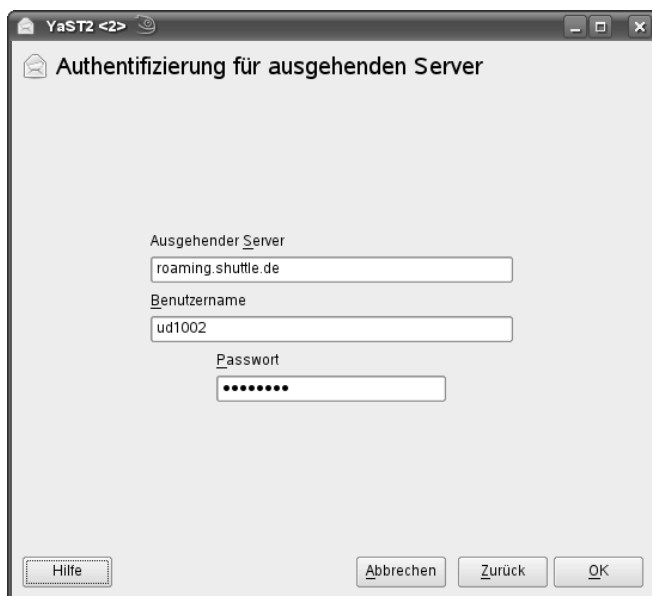 YaST2 <2>
Authentifizierung für ausgehenden Server
Ausgehender Server
roaming.shuttle.de
Benutzername
ud1002
Passwort
••••••••
Hilfe
Abbrechen
Zurück
OK